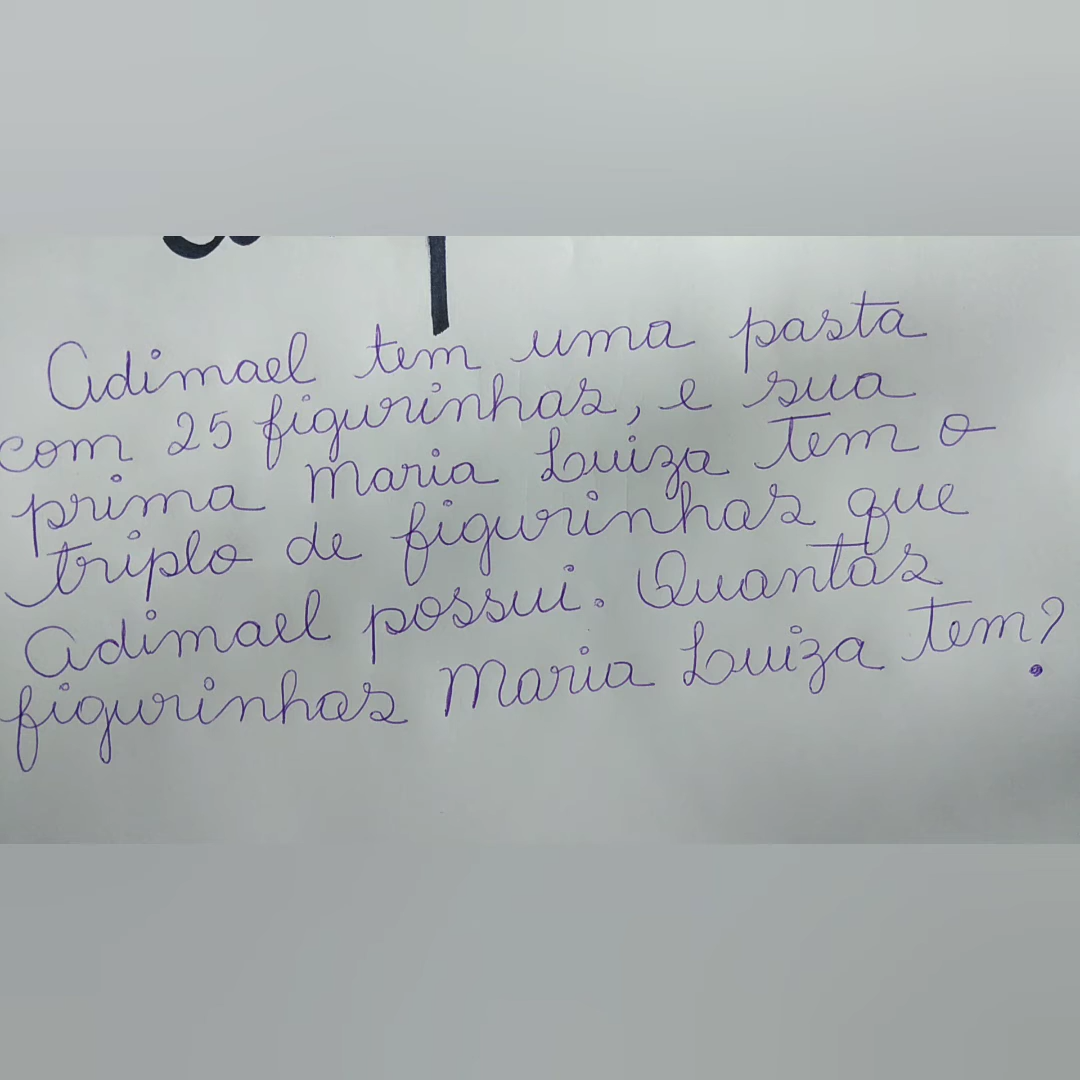 Adimael tem uma pasta
com 25 figurinhas, e sua
prima Maria Luiza tem o
triplo de figurinhas que
Adimael possui. Quantas
figurinhas Maria Luiza tem?